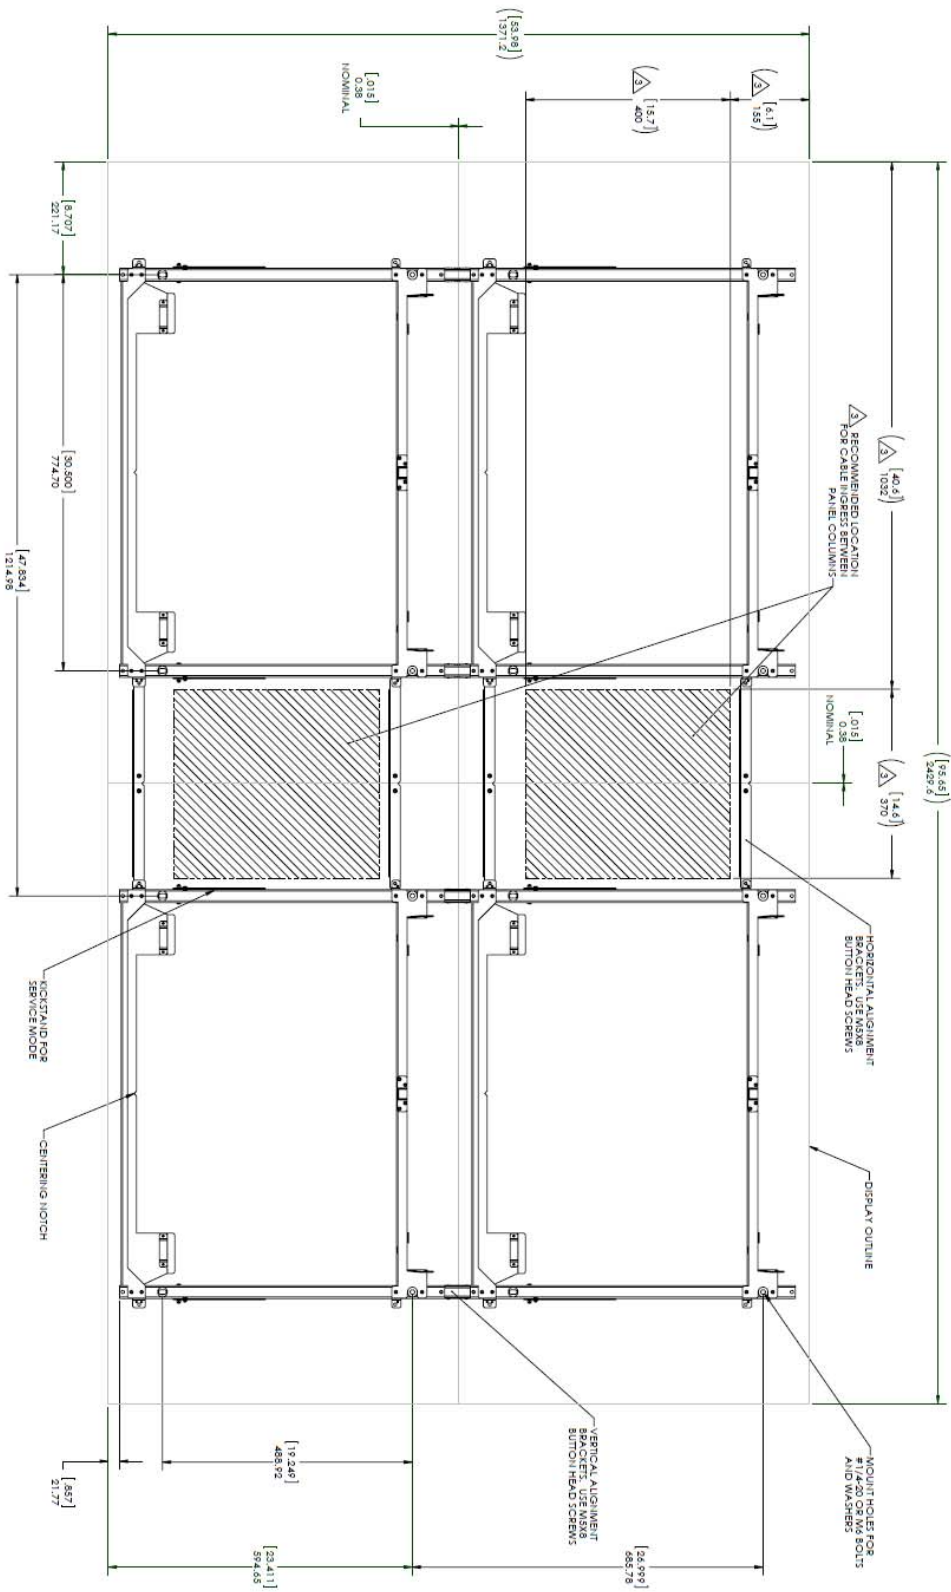 [53.98]
1371.2
[95.65]
2429.6
[6.1]
155
3
[15.7]
400
3
[40.6]
1032
3
[14.6]
370
3
[.015]
0.38
NOMINAL
[.015]
0.38
NOMINAL
3
RECOMMENDED LOCATION
FOR CABLE INGRESS BETWEEN
PANEL COLUMNS
HORIZONTAL ALIGNMENT
BRACKETS. USE M5X8
BUTTON HEAD SCREWS
DISPLAY OUTLINE
MOUNT HOLES FOR
#1/4-20 OR M6 BOLTS
AND WASHERS
[8.707]
221.17
[30.500]
774.70
[47.834]
1214.98
KICKSTAND FOR
SERVICE MODE
CENTERING NOTCH
VERTICAL ALIGNMENT
BRACKETS. USE M5X8
BUTTON HEAD SCREWS
[26.999]
685.78
[19.249]
488.92
[23.411]
594.65
[.857]
21.77